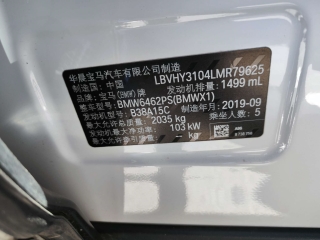 华晨宝马汽车有限公司制造
制造国: 中国
LBVHY3104LMR79625
发动机排量: 1499 mL
品牌: 宝马(BMW)牌
整车型号: BMW6462PS(BMWX1)
发动机型号: B38A15C
最大允许总质量: 2035 kg
发动机最大净功率: 103 kW
制造年月: 2019-09
乘坐人数: 5